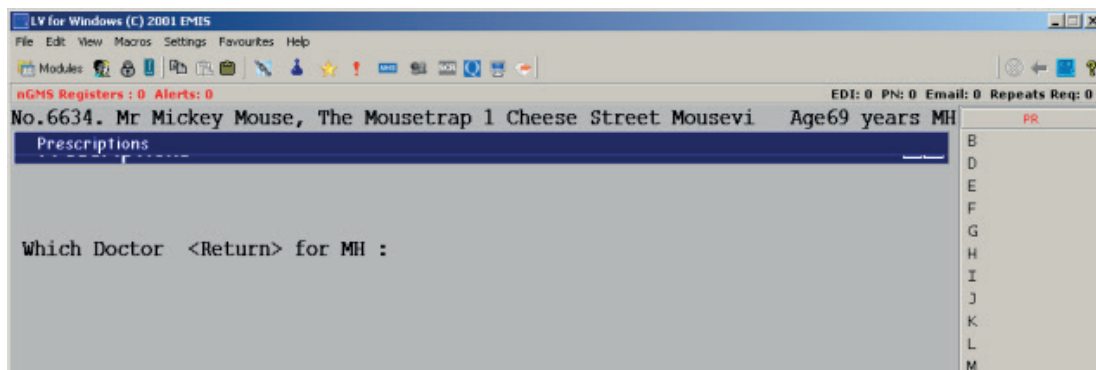 LV for Windows (C) 2001 EMIS
File Edit View Macros Settings Favourites Help
Modules
nGMS Registers : 0 Alerts: 0 EDI: 0 PN: 0 Email: 0 Repeats Req: 0
No.6634. Mr Mickey Mouse, The Mousetrap 1 Cheese Street Mousevi Age69 years MH
PR
Prescriptions
B
D
E
F
G
Which Doctor <Return> for MH :
H
I
J
K
L
M